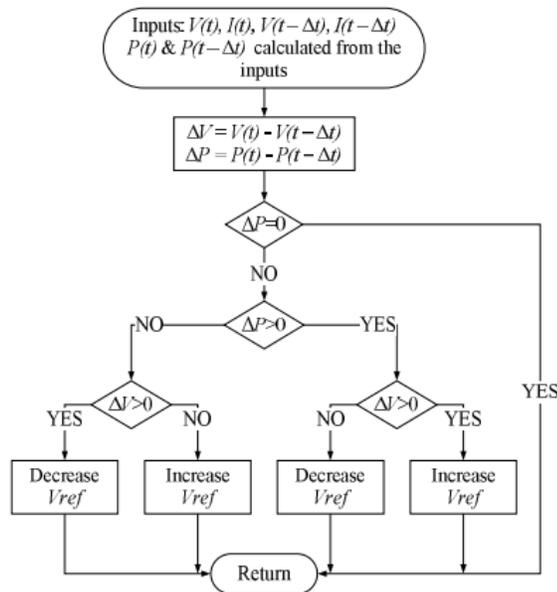 Inputs: V(t), I(t), V(t−Δt), I(t−Δt)
P(t) & P(t−Δt) calculated from the
inputs
ΔV = V(t) - V(t−Δt)
ΔP = P(t) - P(t−Δt)
ΔP=0
NO
ΔP>0
NO
YES
YES
ΔV>0
ΔV>0
YES
NO
NO
YES
Decrease
Vref
Increase
Vref
Decrease
Vref
Increase
Vref
Return